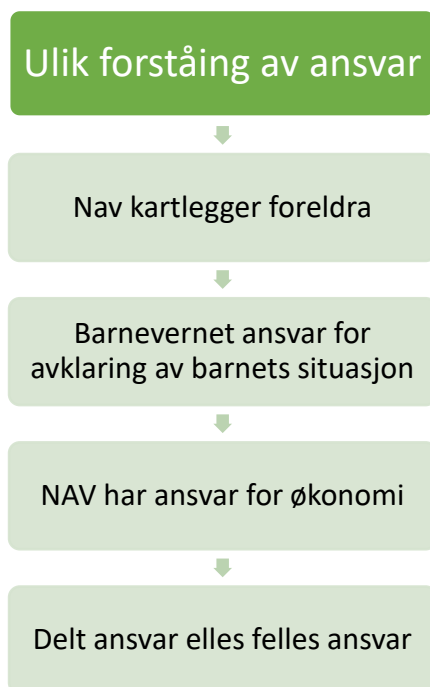 Ulik forståing av ansvar
Nav kartlegger foreldra
Barnevernet ansvar for
avklaring av barnets situasjon
NAV har ansvar for økonomi
Delt ansvar elles felles ansvar